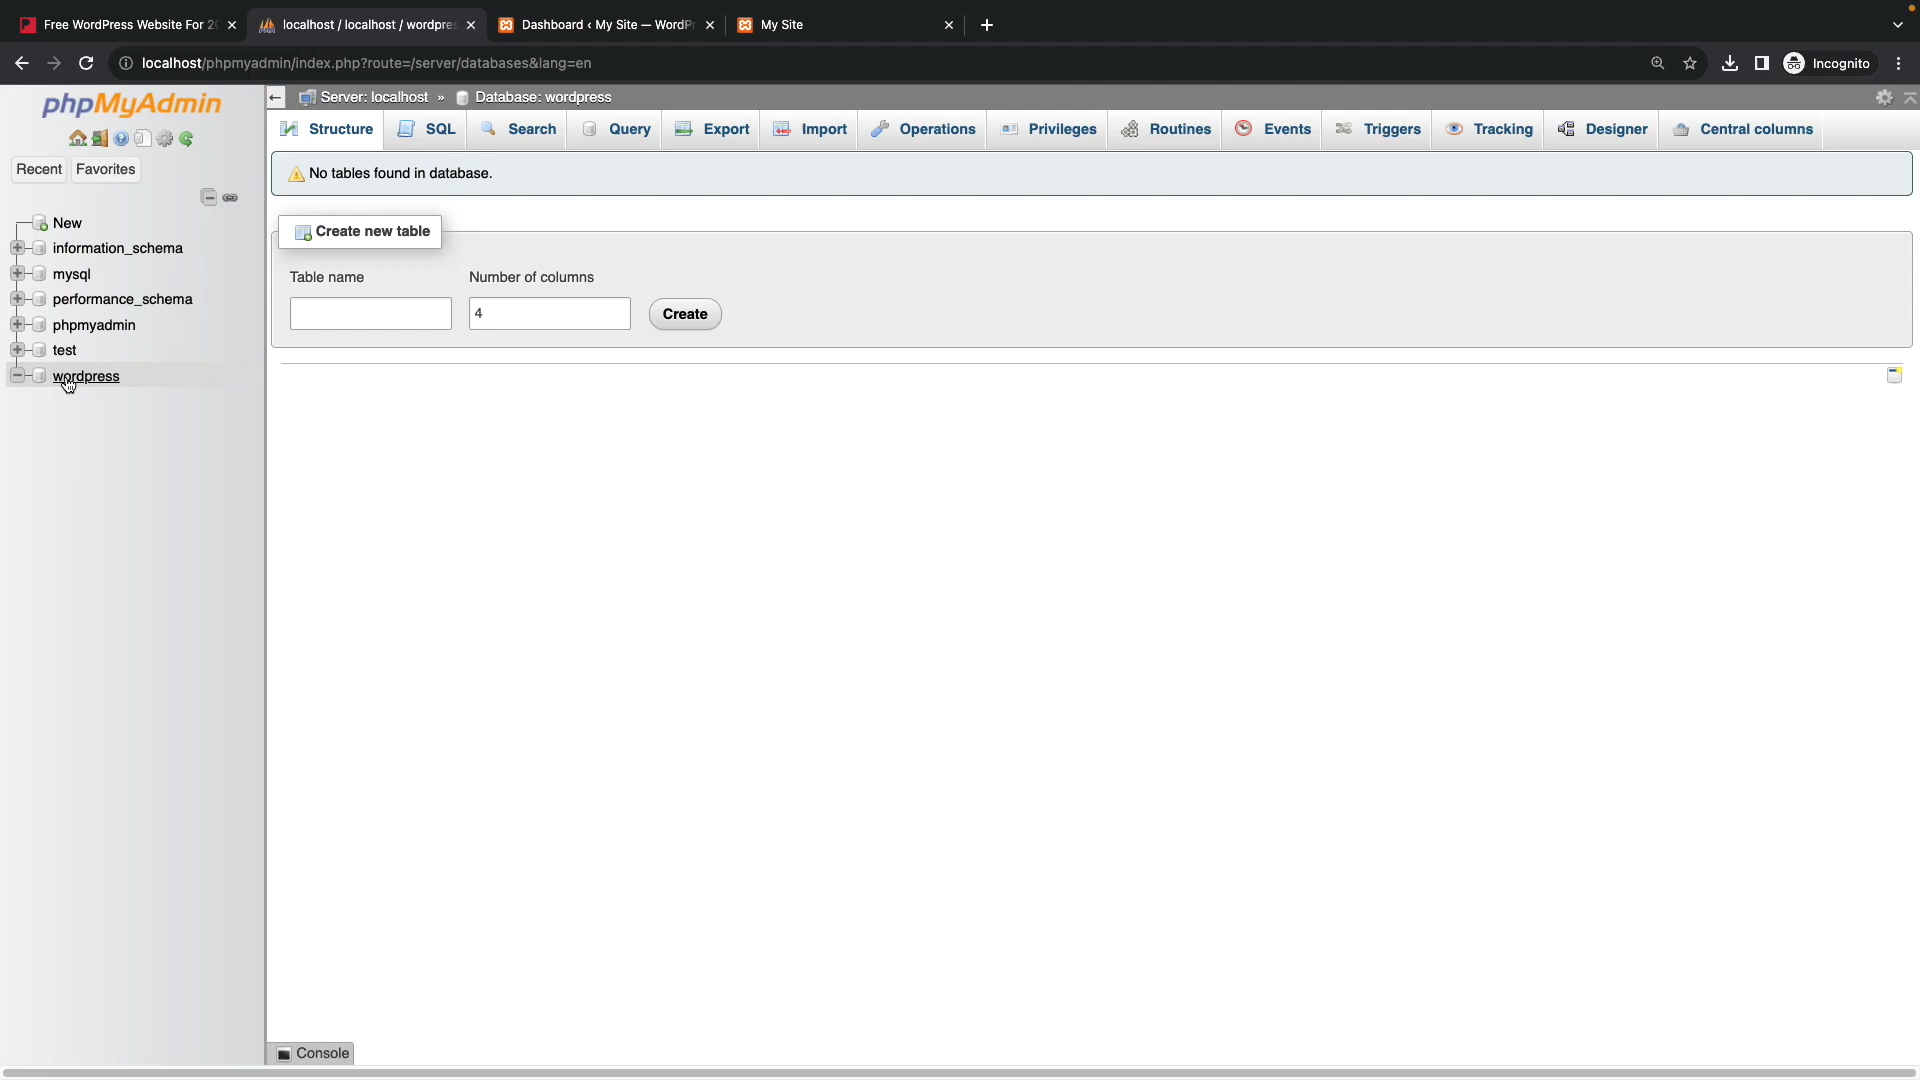 Free WordPress Website For 20
localhost / localhost / wordpres
Dashboard ‹ My Site — WordPr
My Site
localhost/phpmyadmin/index.php?route=/server/databases&lang=en
Incognito
phpMyAdmin
Recent
Favorites
New
information_schema
mysql
performance_schema
phpmyadmin
test
wordpress
Server: localhost » Database: wordpress
Structure
SQL
Search
Query
Export
Import
Operations
Privileges
Routines
Events
Triggers
Tracking
Designer
Central columns
No tables found in database.
Create new table
Table name
Number of columns
4
Create
Console